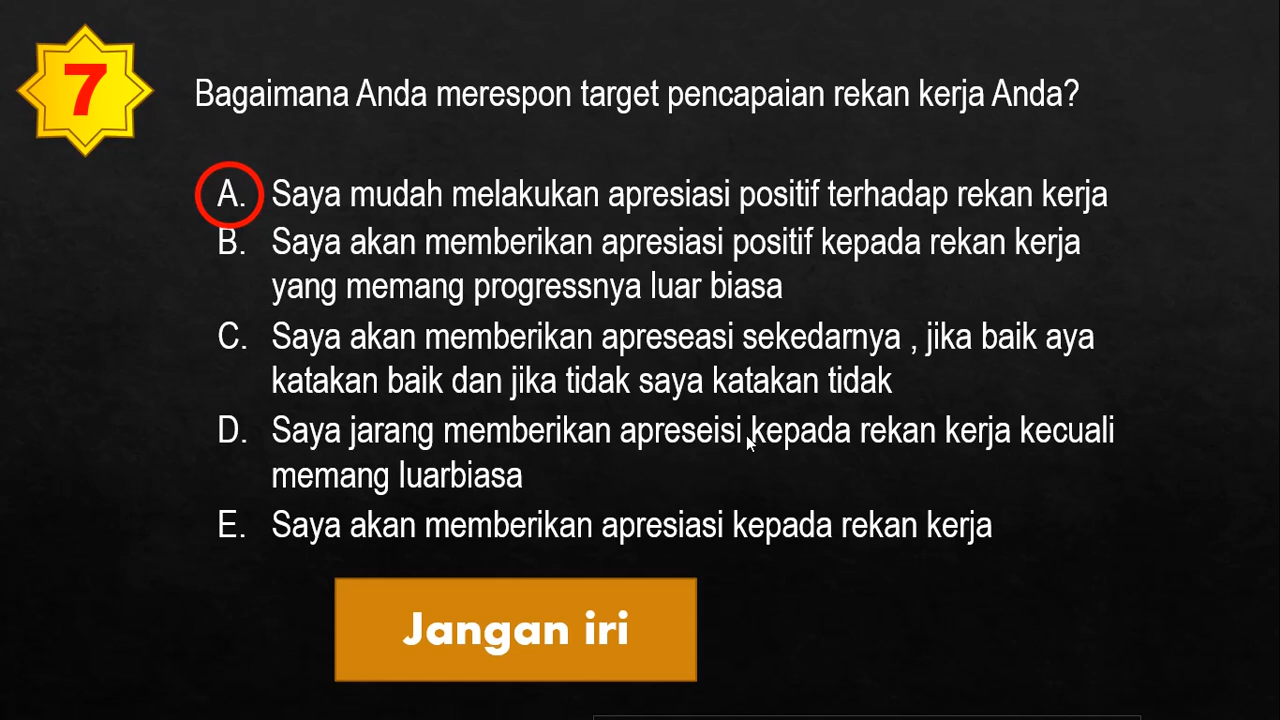 7
Bagaimana Anda merespon target pencapaian rekan kerja Anda?
A. Saya mudah melakukan apresiasi positif terhadap rekan kerja
B. Saya akan memberikan apresiasi positif kepada rekan kerja
yang memang progressnya luar biasa
C. Saya akan memberikan apreseasi sekedarnya , jika baik aya
katakan baik dan jika tidak saya katakan tidak
D. Saya jarang memberikan apreseisi kepada rekan kerja kecuali
memang luarbiasa
E. Saya akan memberikan apresiasi kepada rekan kerja
Jangan iri